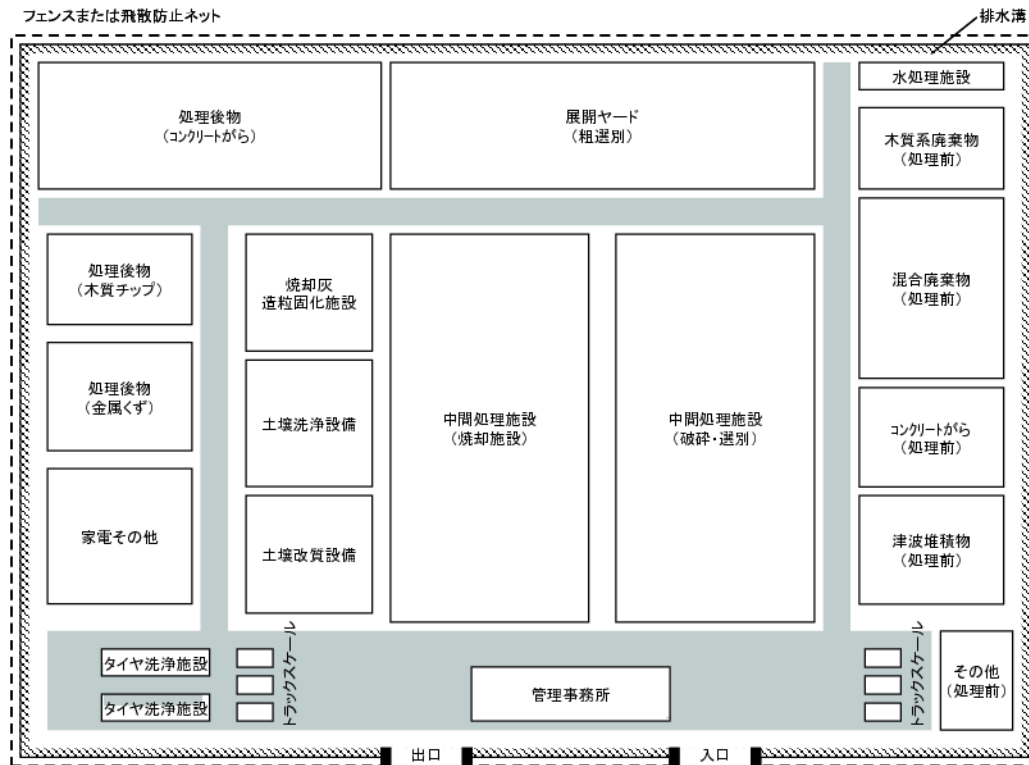 フェンスまたは飛散防止ネット
排水溝
処理後物
（コンクリートがら）
展開ヤード
（粗選別）
水処理施設
木質系廃棄物
（処理前）
処理後物
（木質チップ）
焼却灰
造粒固化施設
混合廃棄物
（処理前）
処理後物
（金属くず）
土壌洗浄設備
中間処理施設
（焼却施設）
中間処理施設
（破砕・選別）
コンクリートがら
（処理前）
家電その他
土壌改質設備
津波堆積物
（処理前）
タイヤ洗浄施設
タイヤ洗浄施設
トラックスケール
管理事務所
トラックスケール
その他
（処理前）
出口
入口